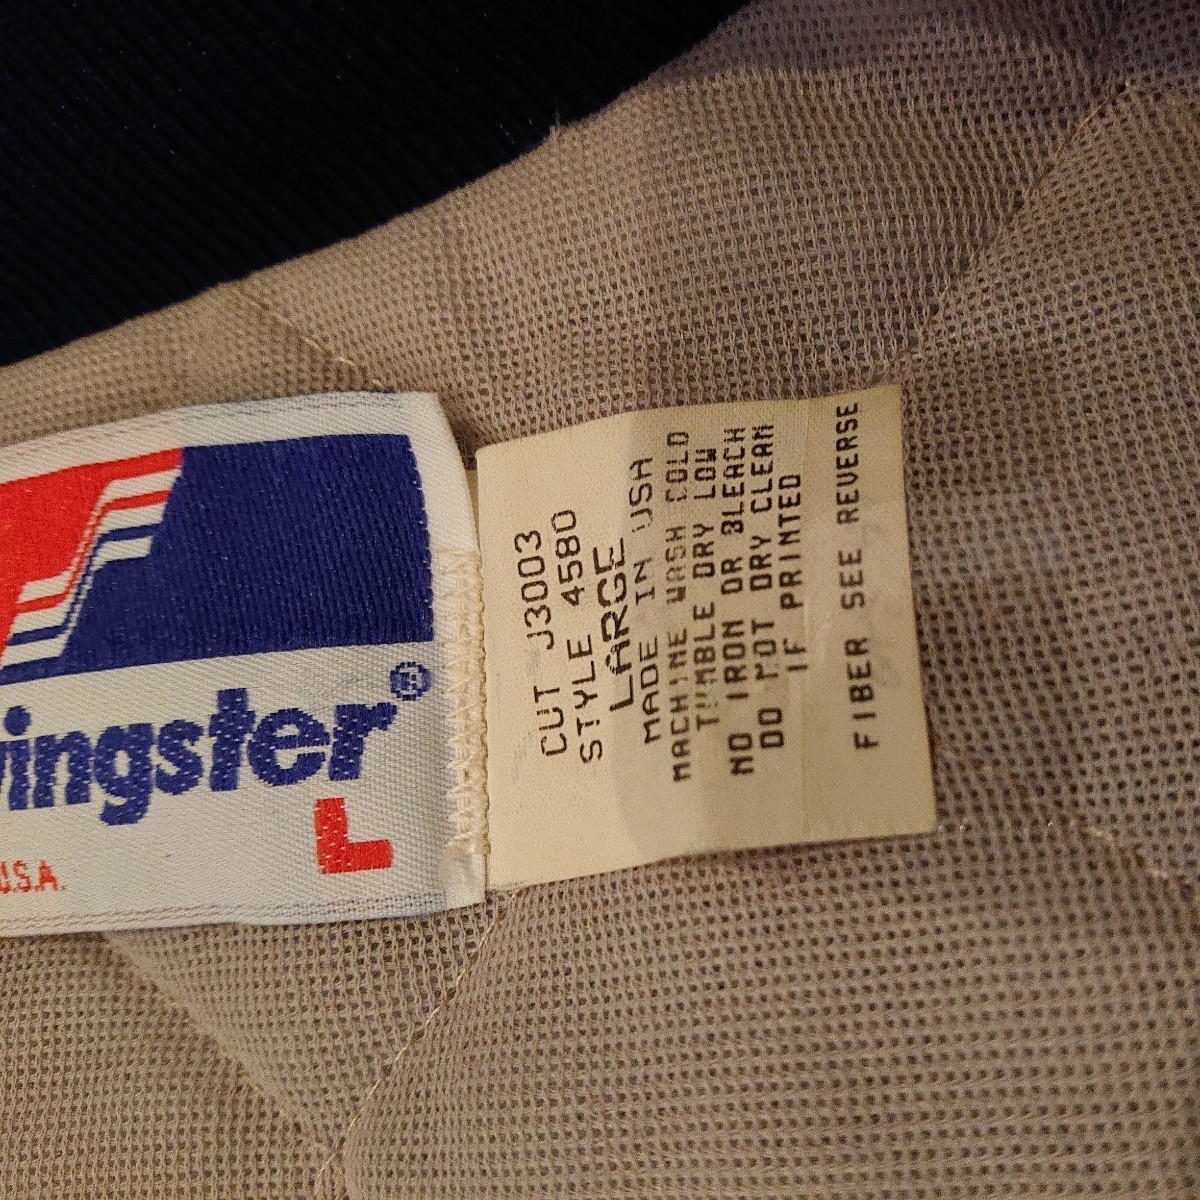 ingster®
L
U.S.A.
CUT J3003
STYLE 4580
LARGE
MADE IN USA
MACHINE WASH COLD
TUMBLE DRY LOW
NO IRON OR BLEACH
DO NOT DRY CLEAN
IF PRINTED
FIBER SEE REVERSE